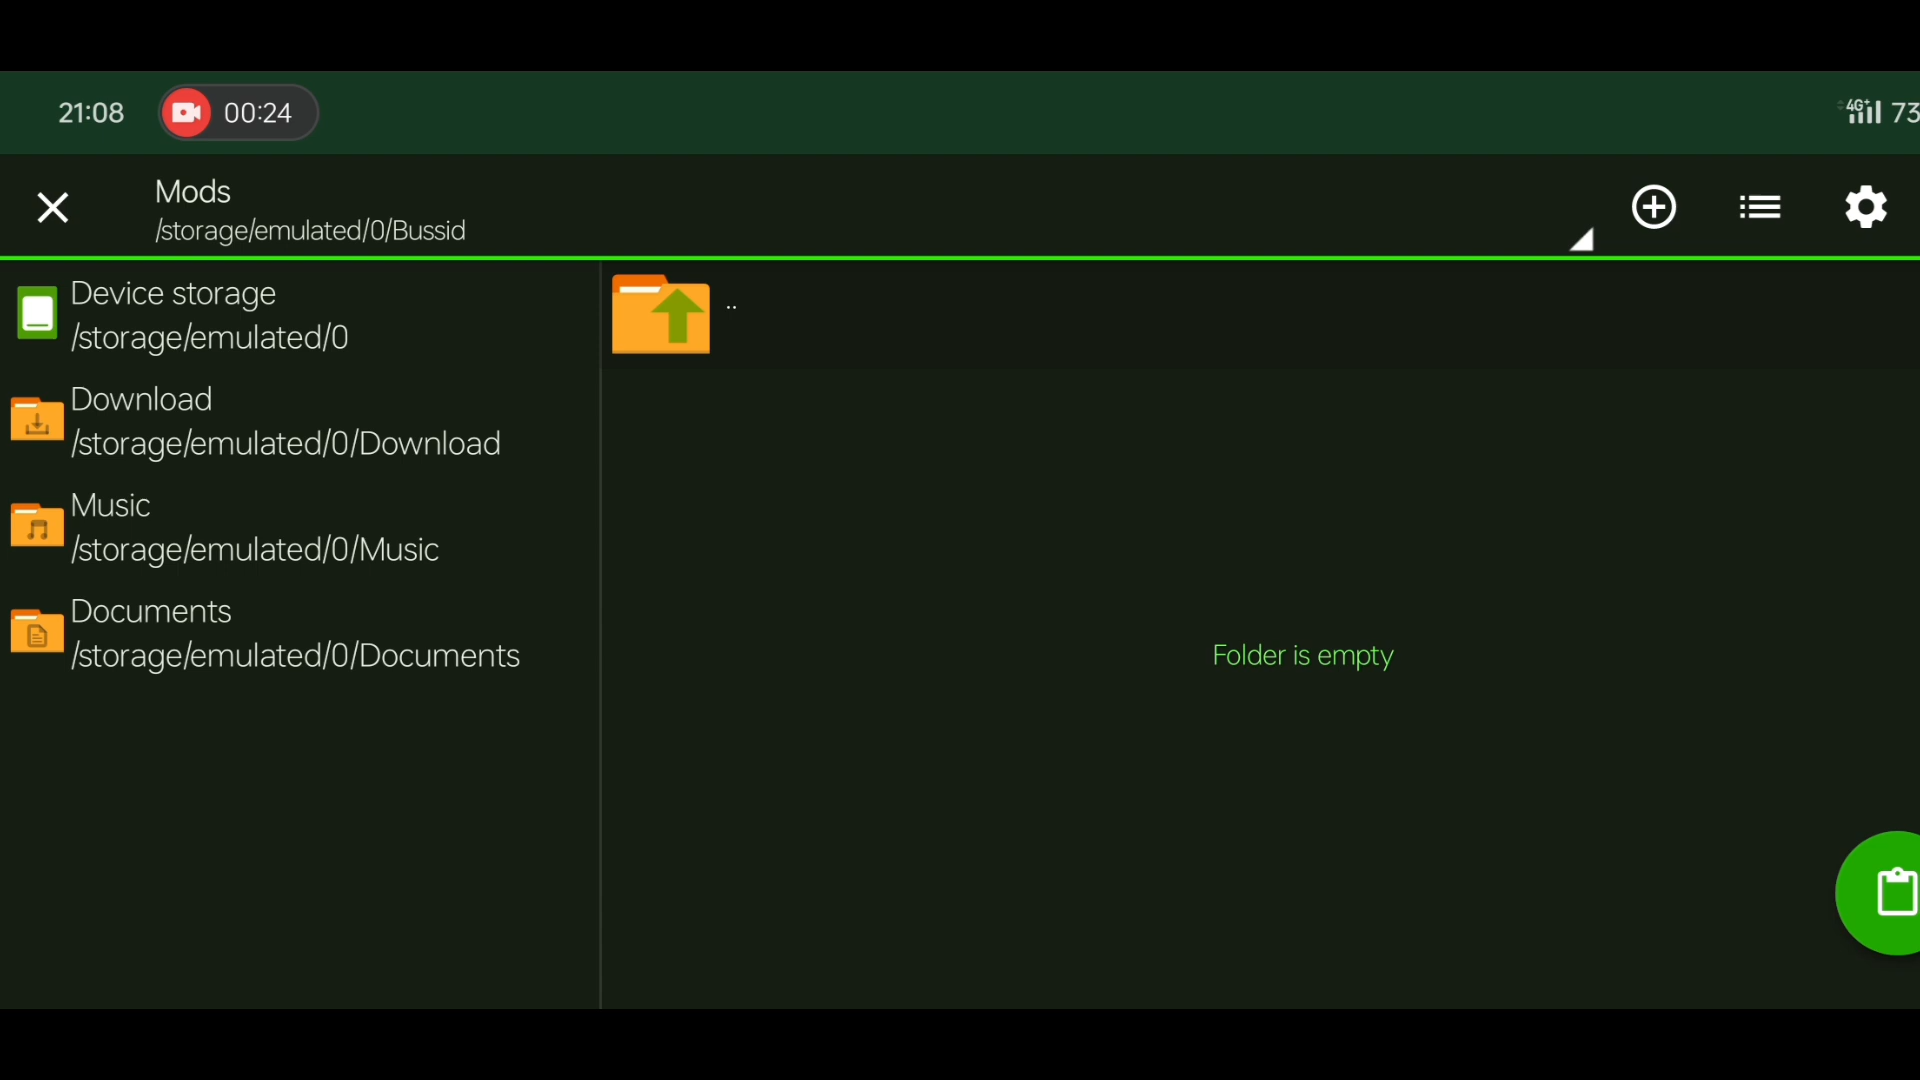 21:08
00:24
4G+
73
Mods
/storage/emulated/0/Bussid
Device storage
/storage/emulated/0
Download
/storage/emulated/0/Download
Music
/storage/emulated/0/Music
Documents
/storage/emulated/0/Documents
..
Folder is empty